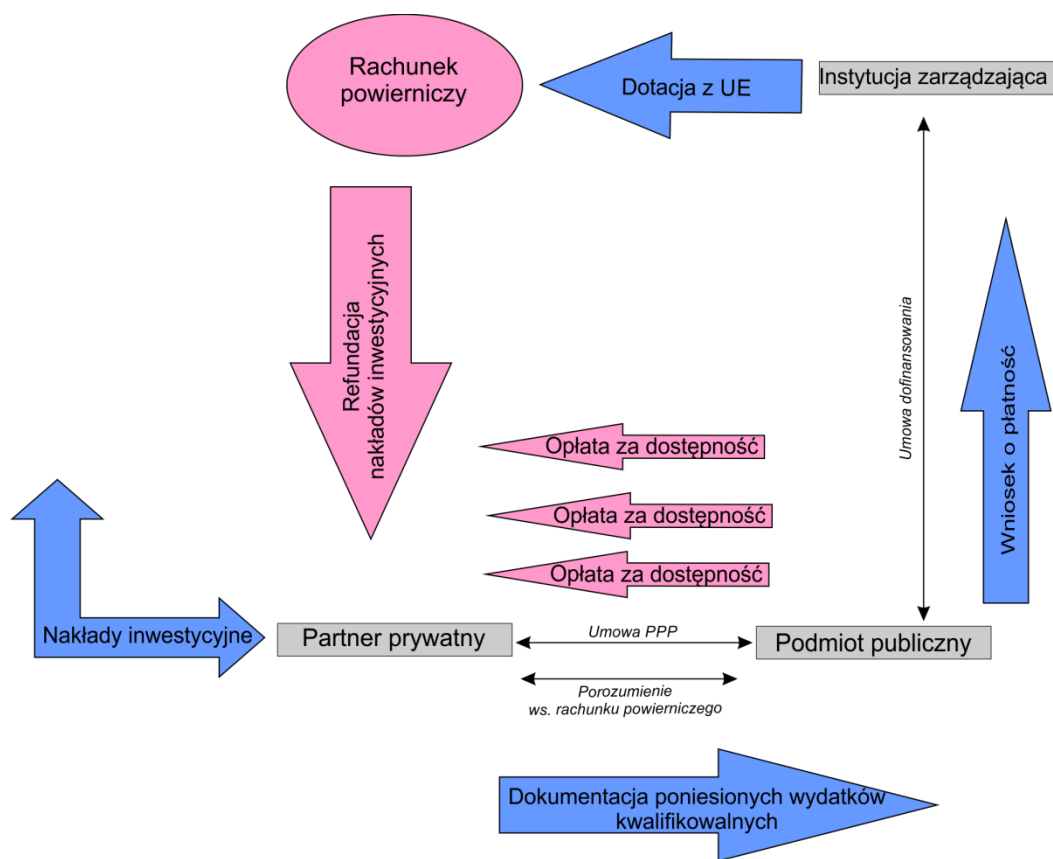 Rachunek
powierniczy
Dotacja z UE
Instytucja zarządzająca
Refundacja
nakładów inwestycyjnych
Umowa dofinansowania
Wniosek o płatność
Opłata za dostępność
Opłata za dostępność
Opłata za dostępność
Nakłady inwestycyjne
Partner prywatny
Umowa PPP
Podmiot publiczny
Porozumienie
ws. rachunku powierniczego
Dokumentacja poniesionych wydatków
kwalifikowalnych